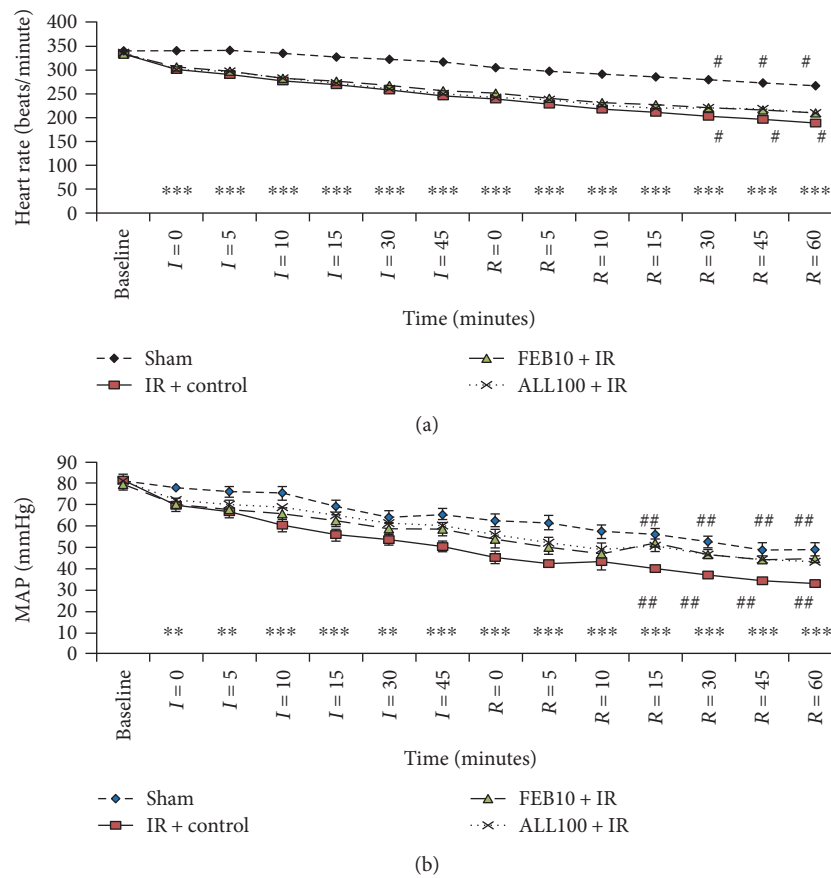 400
350
300
250
200
150
100
50
0
Heart rate (beats/minute)
# # #
# # #
*** *** *** *** *** *** *** *** *** *** *** *** ***
Baseline
I = 0
I = 5
I = 10
I = 15
I = 30
I = 45
R = 0
R = 5
R = 10
R = 15
R = 30
R = 45
R = 60
Time (minutes)
Sham
IR + control
FEB10 + IR
ALL100 + IR
(a)
90
80
70
60
50
40
30
20
10
0
MAP (mmHg)
## ## ## ##
## ## ## ##
** ** *** *** ** *** *** *** *** *** *** *** ***
Baseline
I = 0
I = 5
I = 10
I = 15
I = 30
I = 45
R = 0
R = 5
R = 10
R = 15
R = 30
R = 45
R = 60
Time (minutes)
Sham
IR + control
FEB10 + IR
ALL100 + IR
(b)